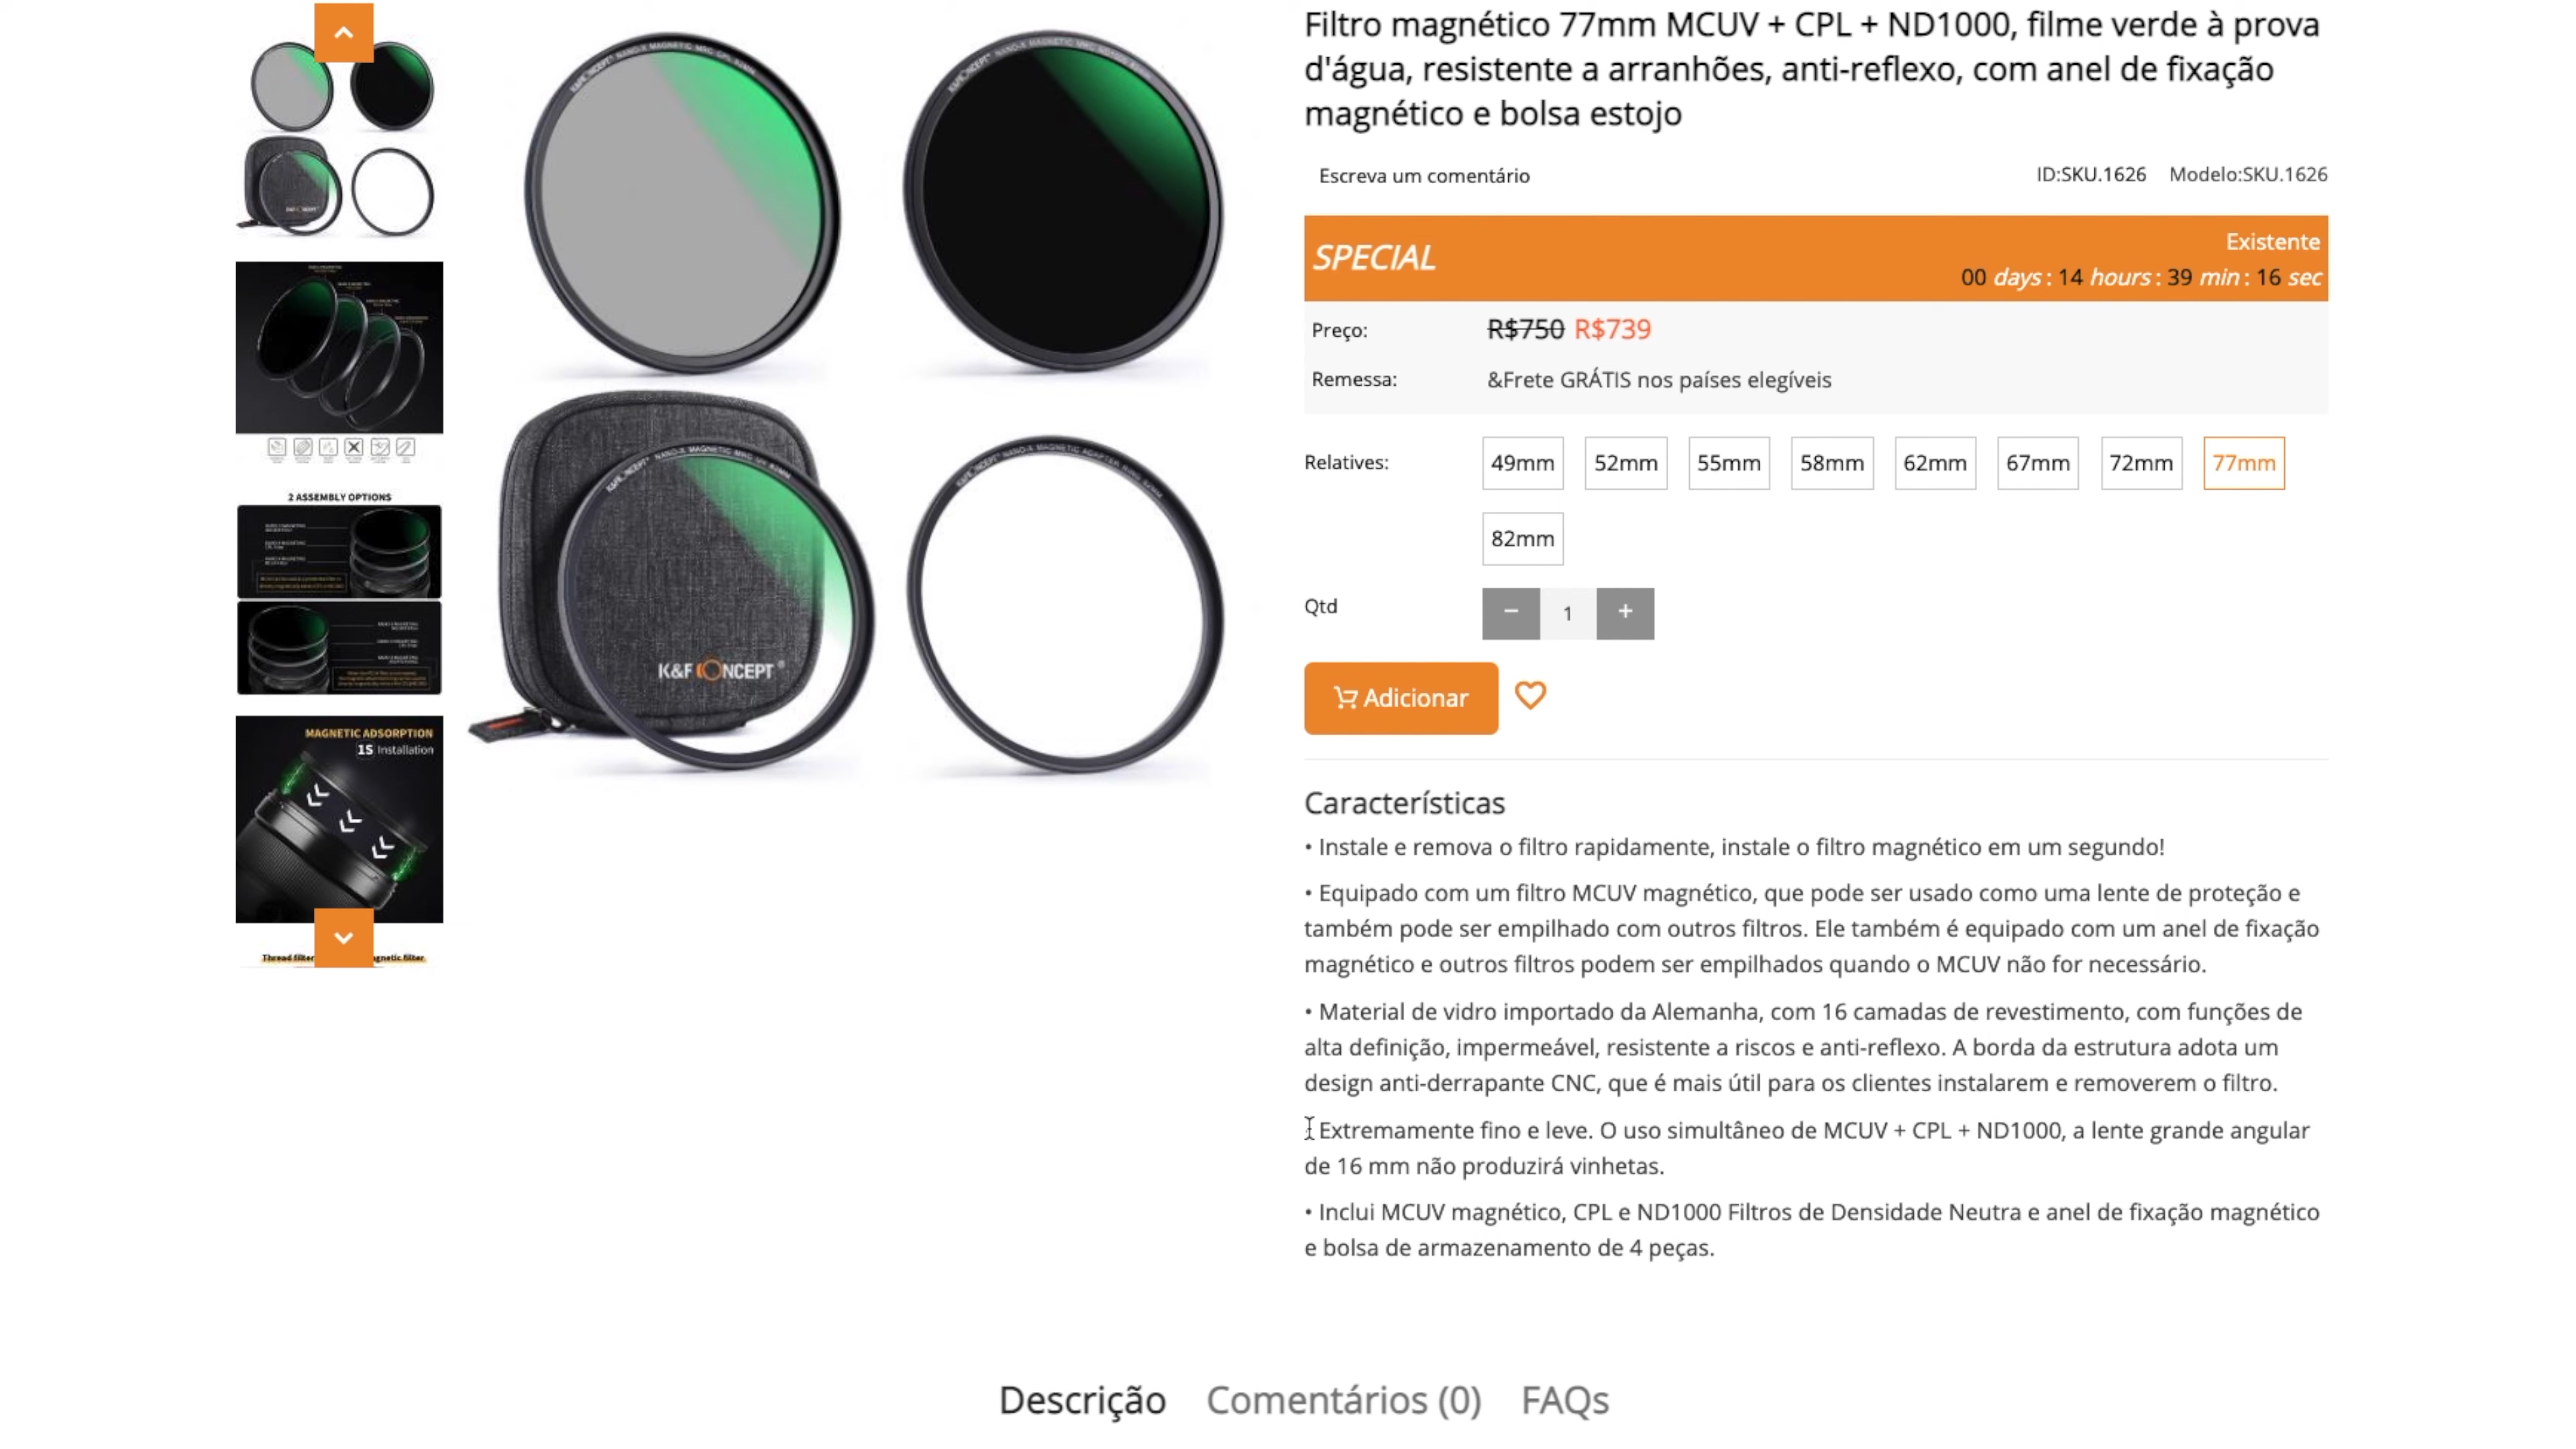 Filtro magnético 77mm MCUV + CPL + ND1000, filme verde à prova
d'água, resistente a arranhões, anti-reflexo, com anel de fixação
magnético e bolsa estojo
Escreva um comentário
ID:SKU.1626 Modelo:SKU.1626
SPECIAL
Existente
00 days : 14 hours : 39 min : 16 sec
Preço: R$750 R$739
Remessa: &Frete GRÁTIS nos países elegíveis
Relatives: 49mm 52mm 55mm 58mm 62mm 67mm 72mm 77mm
82mm
Qtd − 1 +
Adicionar
Características
• Instale e remova o filtro rapidamente, instale o filtro magnético em um segundo!
• Equipado com um filtro MCUV magnético, que pode ser usado como uma lente de proteção e
também pode ser empilhado com outros filtros. Ele também é equipado com um anel de fixação
magnético e outros filtros podem ser empilhados quando o MCUV não for necessário.
• Material de vidro importado da Alemanha, com 16 camadas de revestimento, com funções de
alta definição, impermeável, resistente a riscos e anti-reflexo. A borda da estrutura adota um
design anti-derrapante CNC, que é mais útil para os clientes instalarem e removerem o filtro.
Extremamente fino e leve. O uso simultâneo de MCUV + CPL + ND1000, a lente grande angular
de 16 mm não produzirá vinhetas.
• Inclui MCUV magnético, CPL e ND1000 Filtros de Densidade Neutra e anel de fixação magnético
e bolsa de armazenamento de 4 peças.
2 ASSEMBLY OPTIONS
MAGNETIC ADSORPTION
1S Installation
Thread filter gnetic filter
K&F CONCEPT
Descrição Comentários (0) FAQs